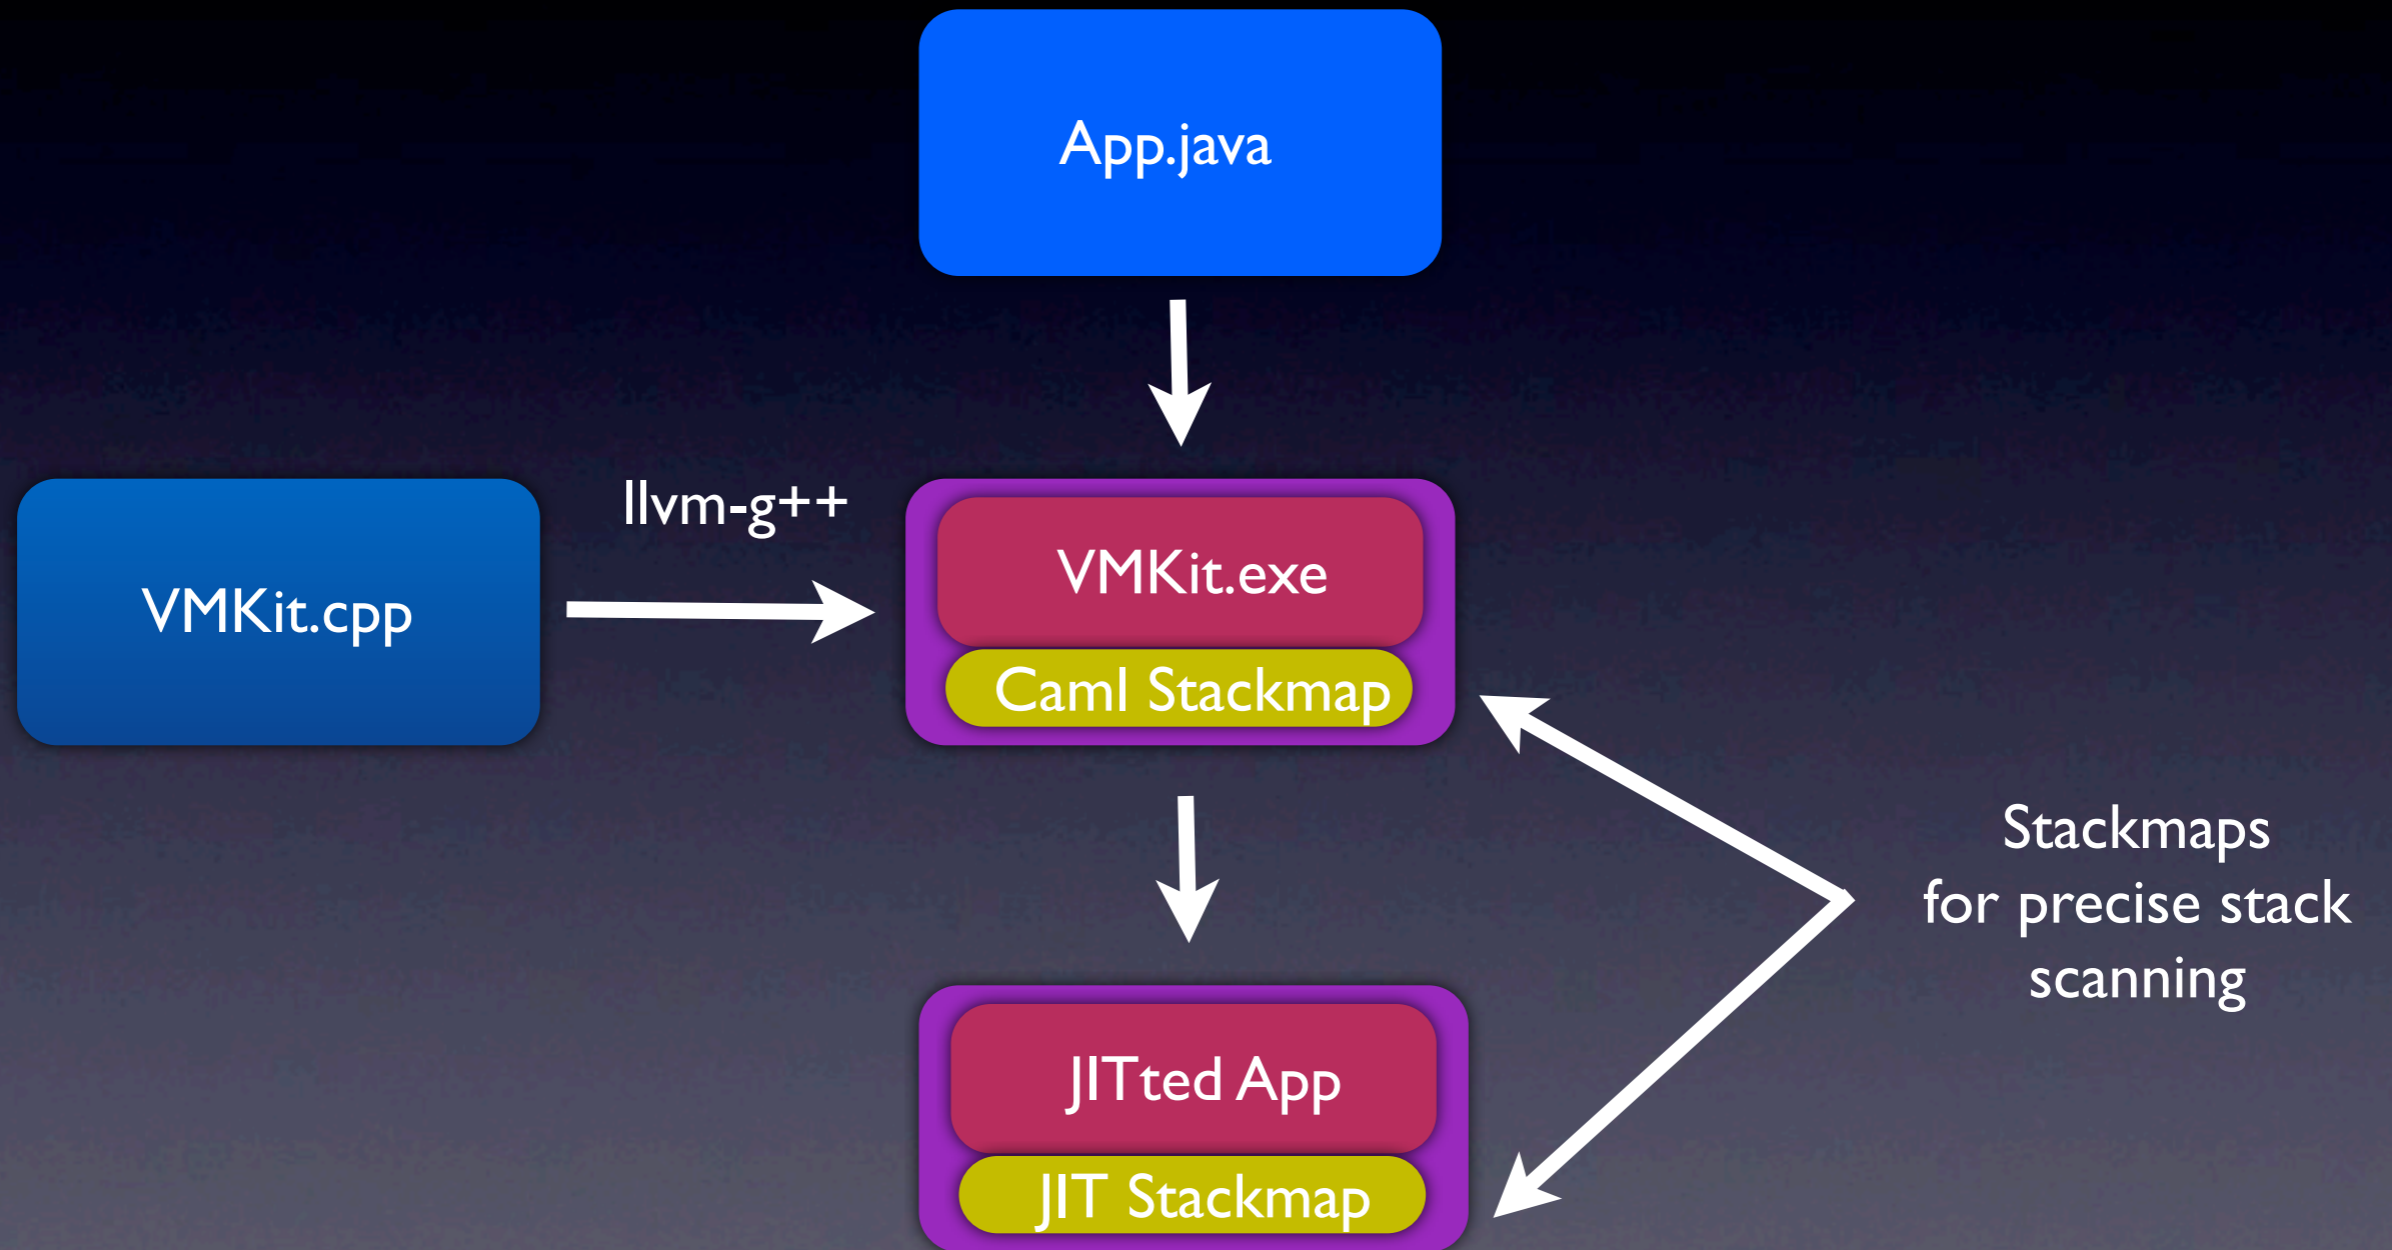 App.java
llvm-g++
VMKit.cpp
VMKit.exe
Caml Stackmap
Stackmaps
for precise stack
scanning
JITted App
JIT Stackmap